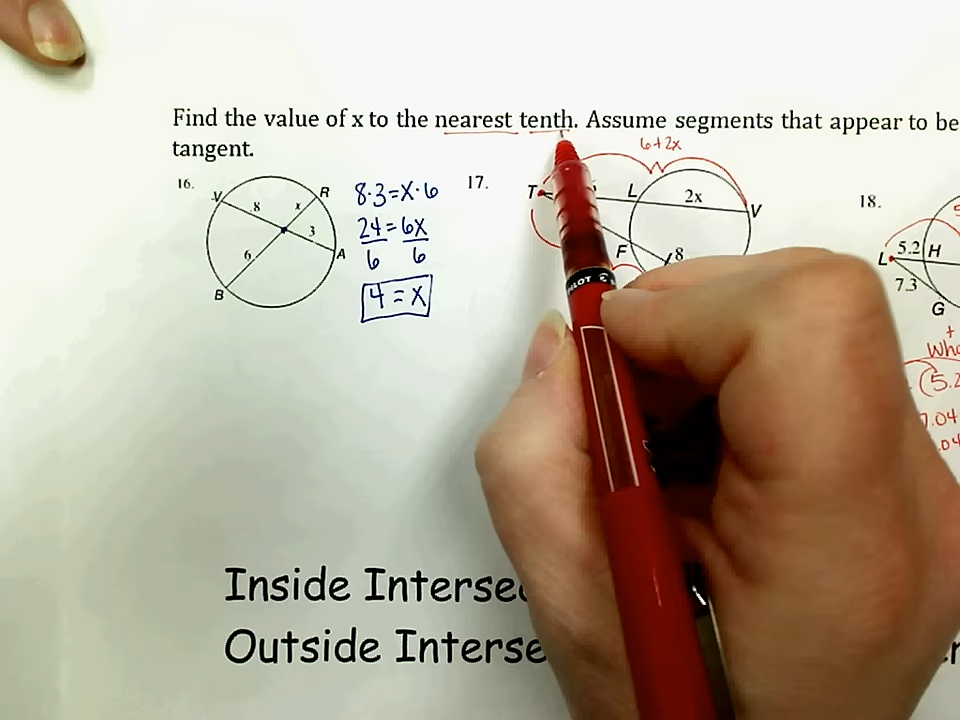 Find the value of x to the nearest tenth. Assume segments that appear to be
tangent.
16.
V
8
x
R
3
A
6
B
8·3=x·6
24=6x
6 6
4=x
17.
6+2x
T
L
2x
V
F
8
PILOT
18.
L
5.2
H
7.3
G
+
(5.2
Inside
Outside